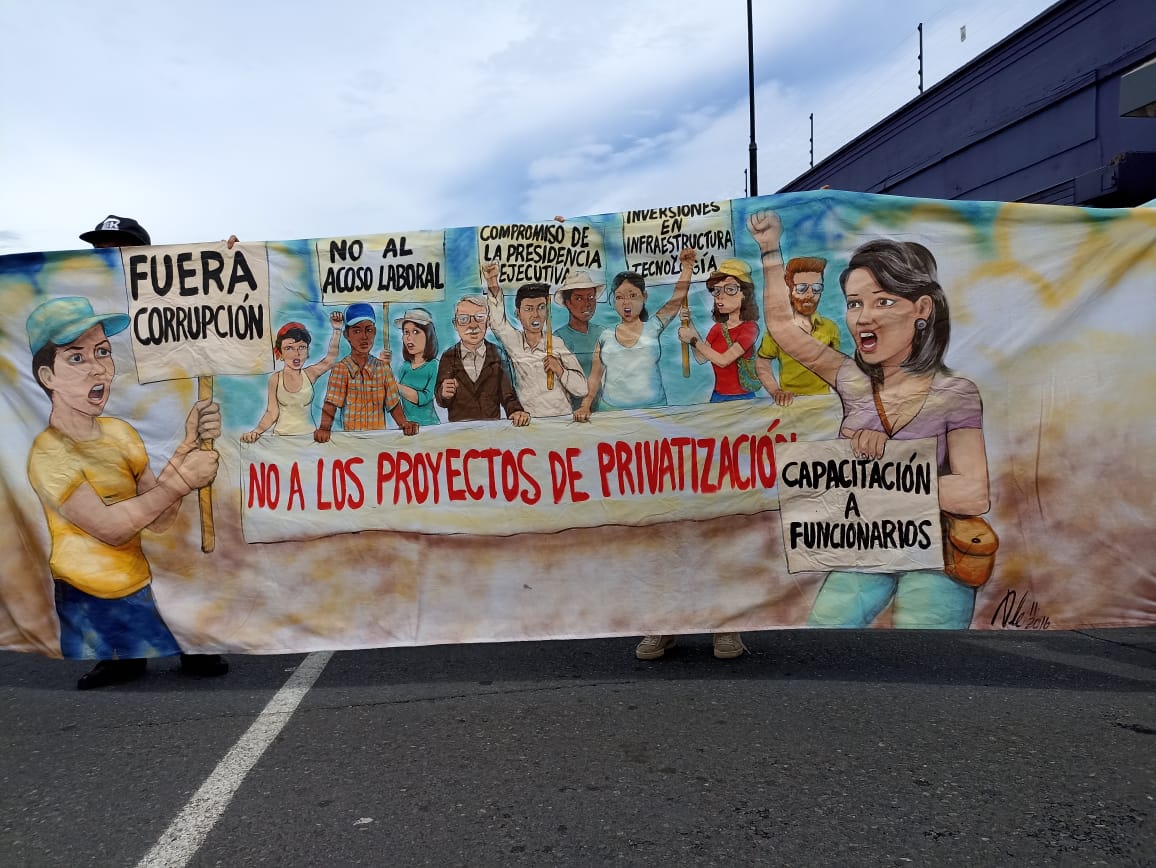 FUERA
CORRUPCIÓN
NO AL
ACOSO LABORAL
COMPROMISO DE
LA PRESIDENCIA
EJECUTIVA
INVERSIONES
EN
INFRAESTRUCTURA
Y
TECNOLOGÍA
NO A LOS PROYECTOS DE PRIVATIZACIÓN
CAPACITACIÓN
A
FUNCIONARIOS
11
2016